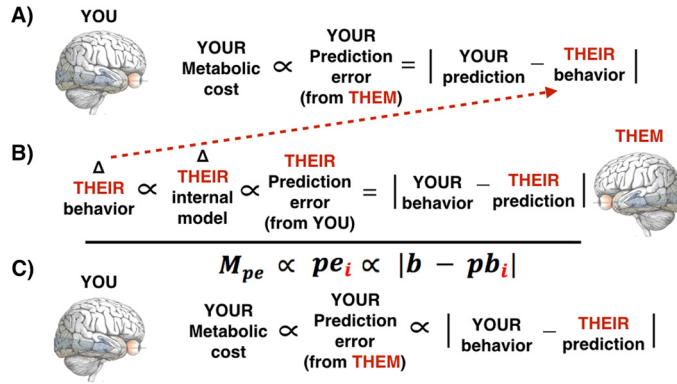 A)
YOU
YOUR Metabolic cost ∝ YOUR Prediction error (from THEM) = | YOUR prediction − THEIR behavior |
B)
THEM
Δ THEIR behavior ∝ Δ THEIR internal model ∝ THEIR Prediction error (from YOU) = | YOUR behavior − THEIR prediction |
C)
YOU
M_pe ∝ pe_i ∝ |b − pb_i|
YOUR Metabolic cost ∝ YOUR Prediction error (from THEM) ∝ | YOUR behavior − THEIR prediction |